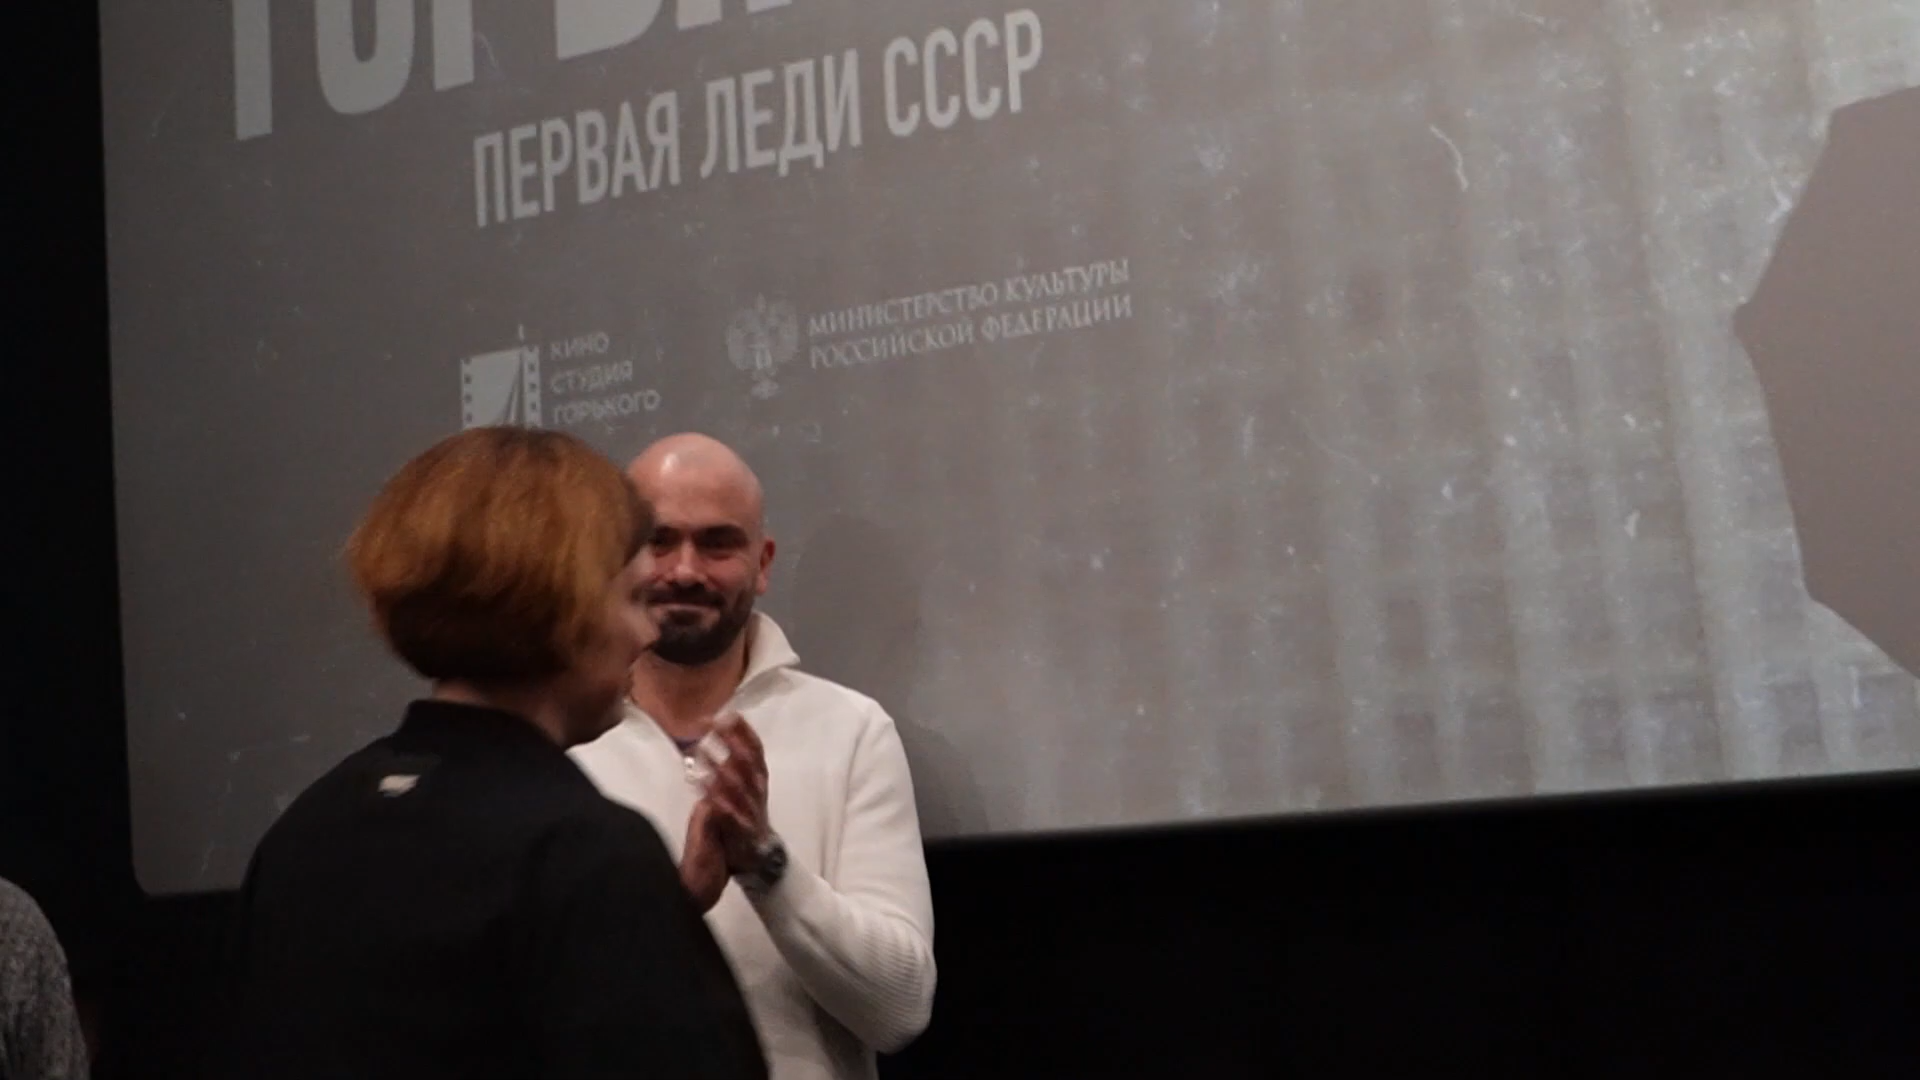 ПЕРВАЯ ЛЕДИ СССР
КИНО
СТУДИЯ
ГОРЬКОГО
МИНИСТЕРСТВО КУЛЬТУРЫ
РОССИЙСКОЙ ФЕДЕРАЦИИ